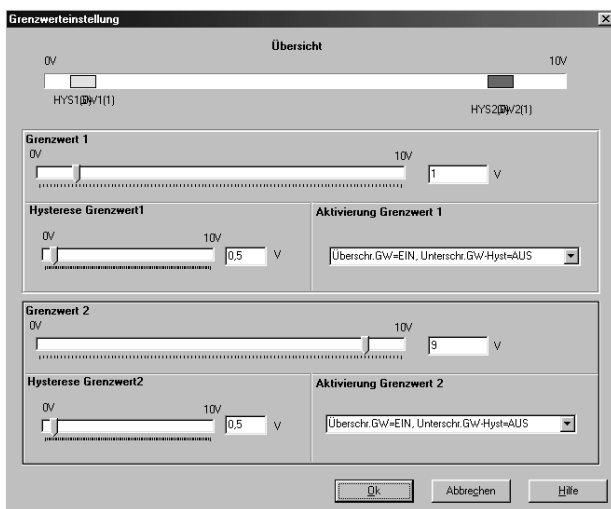 Grenzwerteinstellung
Übersicht
0V 10V
Grenzwert 1
0V 10V
1 V
Hysterese Grenzwert1
0V 10V
0,5 V
Aktivierung Grenzwert 1
Überschr.GW=EIN, Unterschr.GW-Hyst=AUS
Grenzwert 2
0V 10V
9 V
Hysterese Grenzwert2
0V 10V
0,5 V
Aktivierung Grenzwert 2
Überschr.GW=EIN, Unterschr.GW-Hyst=AUS
Ok Abbrechen Hilfe